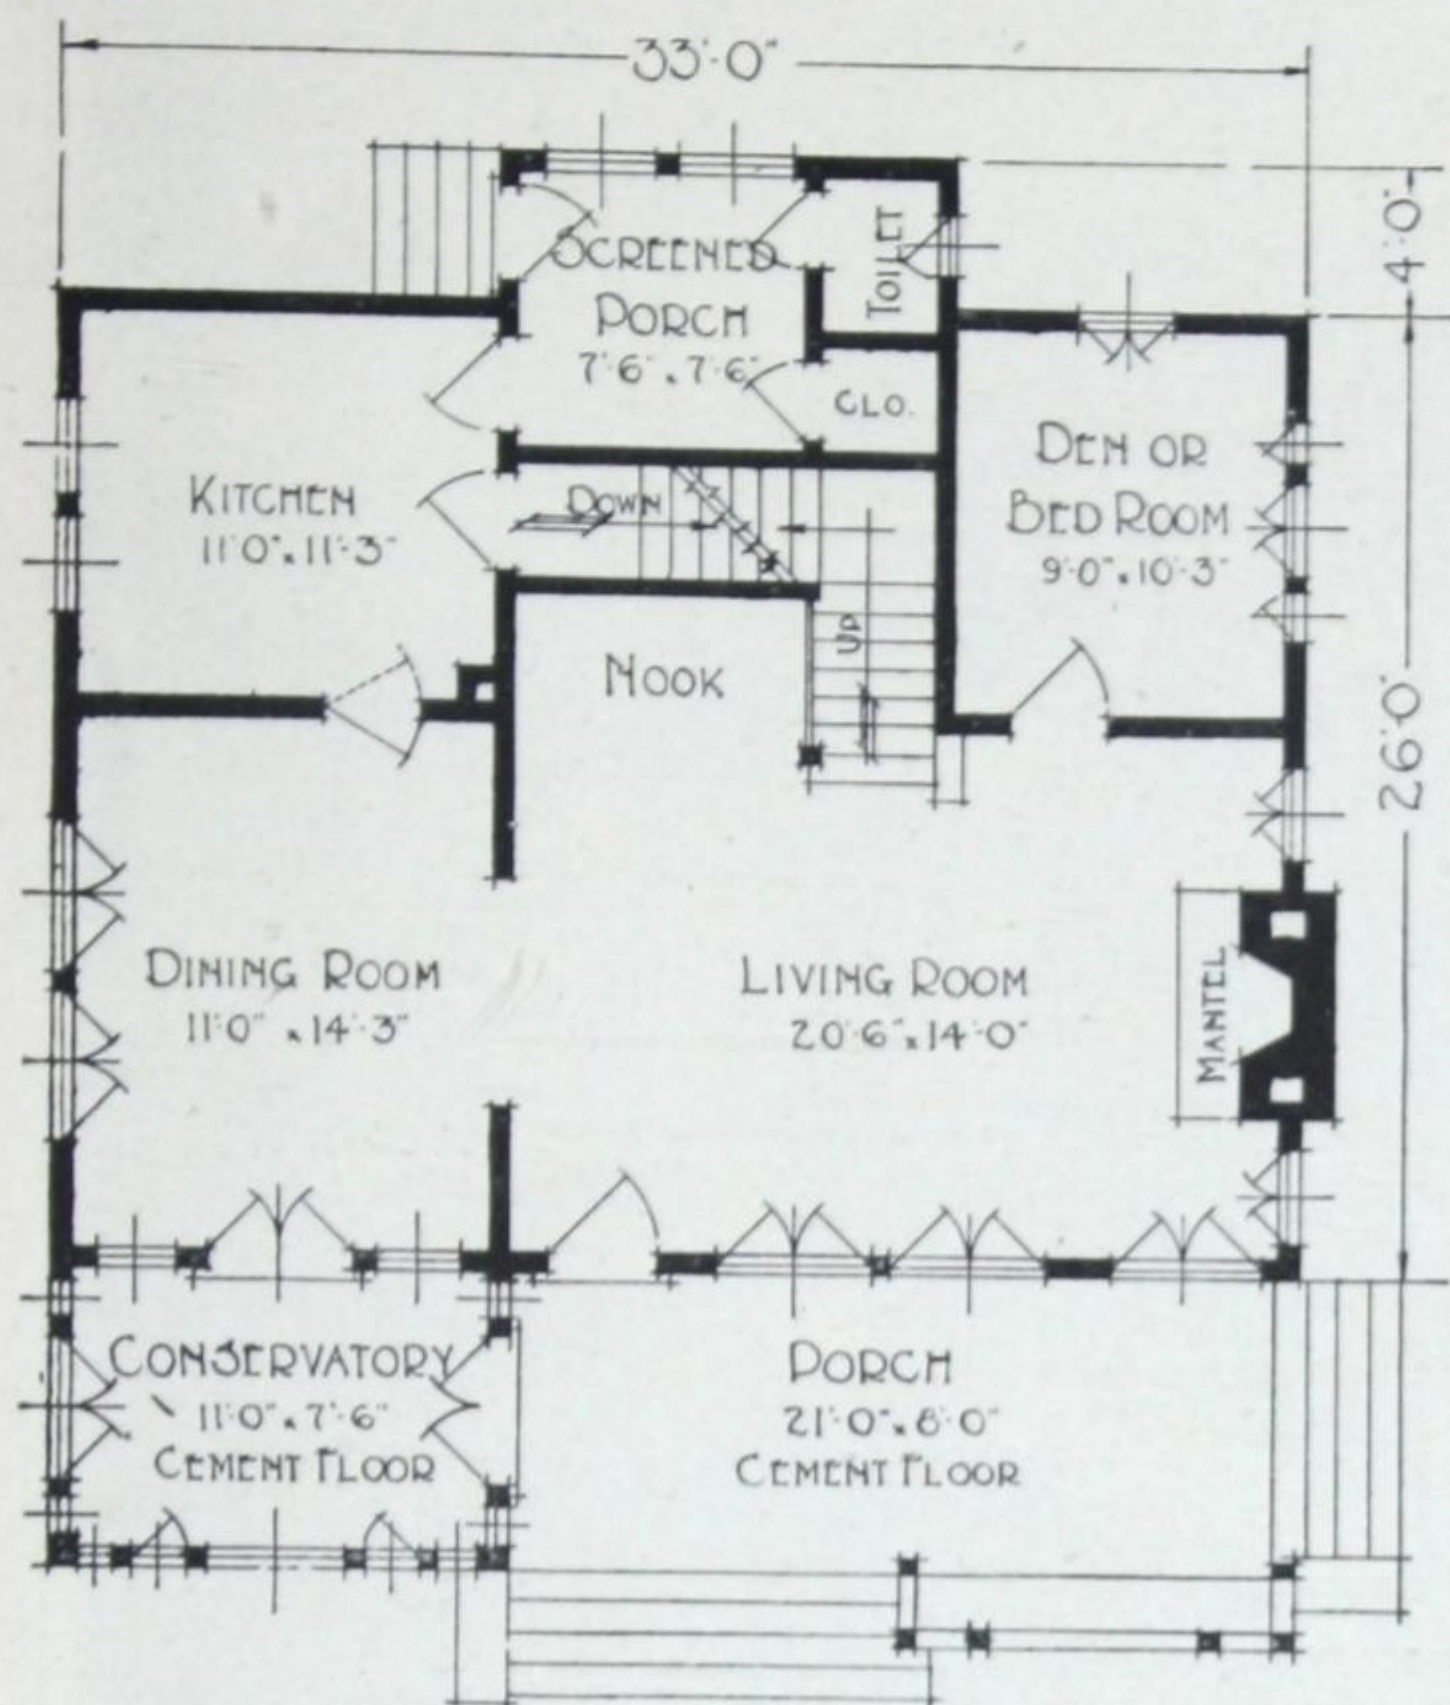 33'-0"
4'-0"
SCREENED
PORCH
7'6" x 7'6"
TOILET
CLO.
KITCHEN
11'0" x 11'-3"
DOWN
UP
DEN OR
BED ROOM
9'-0" x 10'-3"
26'-0"
NOOK
DINING ROOM
11'0" x 14'-3"
LIVING ROOM
20'-6" x 14'-0"
MANTEL
CONSERVATORY
11'0" x 7'-6"
CEMENT FLOOR
PORCH
21'-0" x 8'-0"
CEMENT FLOOR